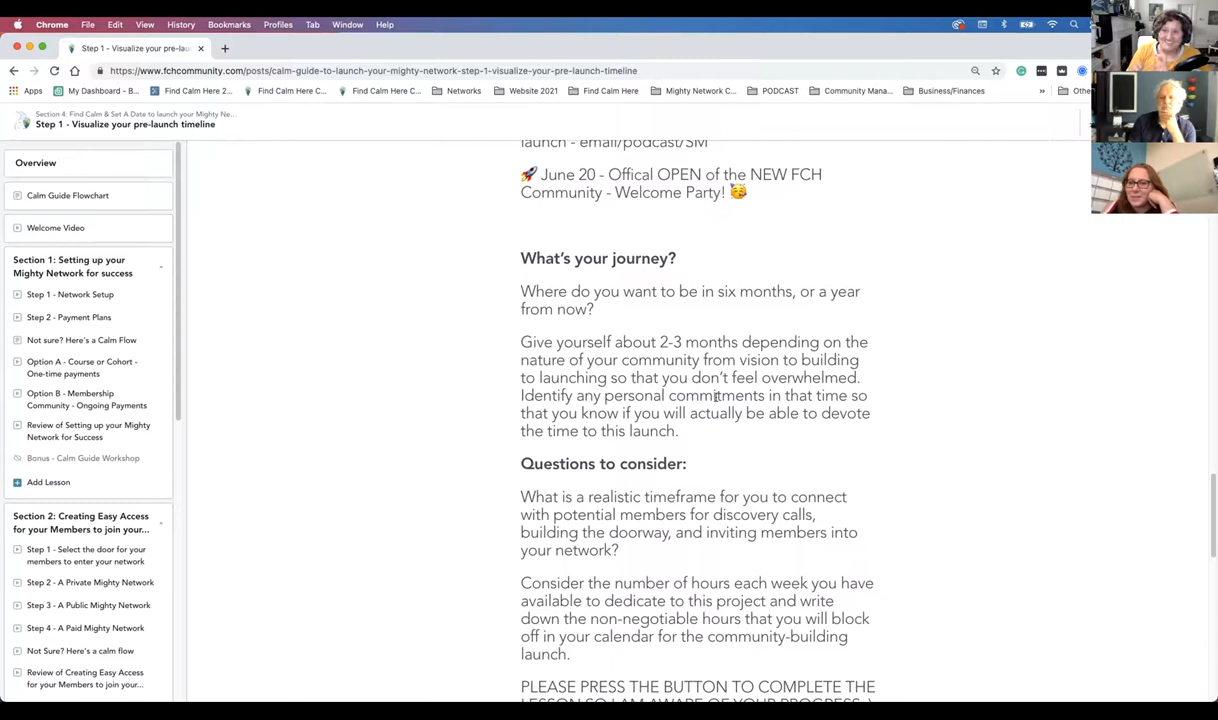 Chrome File Edit View History Bookmarks Profiles Tab Window Help
Step 1 - Visualize your pre-lau
https://www.fchcommunity.com/posts/calm-guide-to-launch-your-mighty-network-step-1-visualize-your-pre-launch-timeline
Apps My Dashboard - B... Find Calm Here 2... Find Calm Here C... Find Calm Here C... Networks Website 2021 Find Calm Here Mighty Network C... PODCAST Community Mana... Business/Finances » Othe
Section 4: Find Calm & Set A Date to launch your Mighty Ne...
Step 1 - Visualize your pre-launch timeline
Overview
Calm Guide Flowchart
Welcome Video
Section 1: Setting up your
Mighty Network for success
Step 1 - Network Setup
Step 2 - Payment Plans
Not sure? Here's a Calm Flow
Option A - Course or Cohort -
One-time payments
Option B - Membership
Community - Ongoing Payments
Review of Setting up your Mighty
Network for Success
Bonus - Calm Guide Workshop
Add Lesson
Section 2: Creating Easy Access
for your Members to join your...
Step 1 - Select the door for your
members to enter your network
Step 2 - A Private Mighty Network
Step 3 - A Public Mighty Network
Step 4 - A Paid Mighty Network
Not Sure? Here's a calm flow
Review of Creating Easy Access
for your Members to join your...
launch - email/podcast/SM
🚀 June 20 - Offical OPEN of the NEW FCH
Community - Welcome Party! 🥳
What's your journey?
Where do you want to be in six months, or a year
from now?
Give yourself about 2-3 months depending on the
nature of your community from vision to building
to launching so that you don't feel overwhelmed.
Identify any personal commitments in that time so
that you know if you will actually be able to devote
the time to this launch.
Questions to consider:
What is a realistic timeframe for you to connect
with potential members for discovery calls,
building the doorway, and inviting members into
your network?
Consider the number of hours each week you have
available to dedicate to this project and write
down the non-negotiable hours that you will block
off in your calendar for the community-building
launch.
PLEASE PRESS THE BUTTON TO COMPLETE THE
LESSON SO I AM AWARE OF YOUR PROGRESS :)